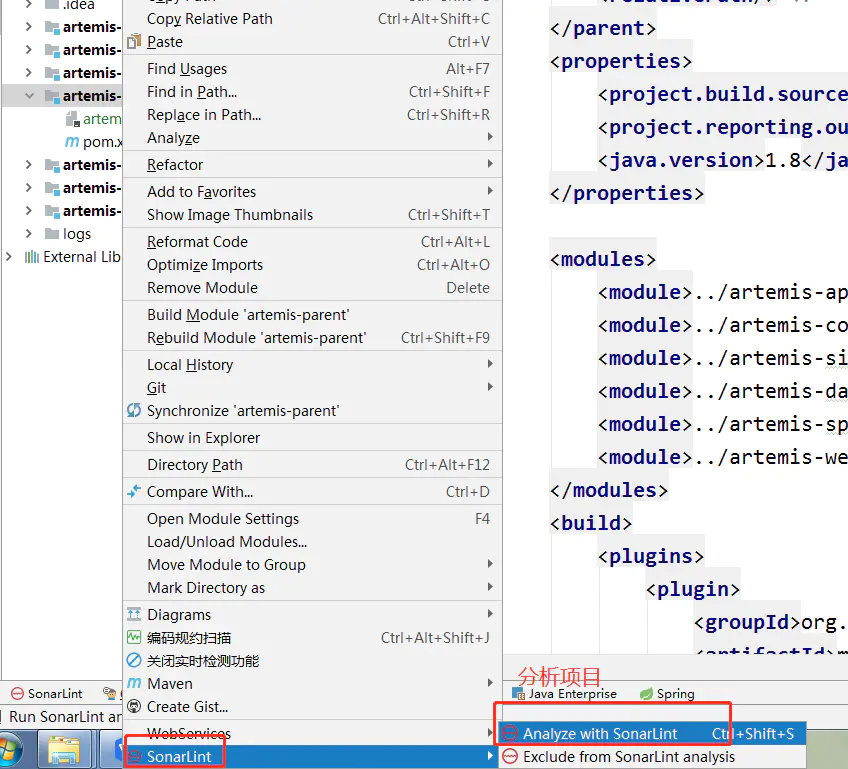 .idea
artemis-
artemis-
artemis-
artemis-
artem
pom.x
artemis-
artemis-
artemis-
logs
External Lib
Copy Relative Path Ctrl+Alt+Shift+C
Paste Ctrl+V
Find Usages Alt+F7
Find in Path... Ctrl+Shift+F
Replace in Path... Ctrl+Shift+R
Analyze
Refactor
Add to Favorites
Show Image Thumbnails Ctrl+Shift+T
Reformat Code Ctrl+Alt+L
Optimize Imports Ctrl+Alt+O
Remove Module Delete
Build Module 'artemis-parent'
Rebuild Module 'artemis-parent' Ctrl+Shift+F9
Local History
Git
Synchronize 'artemis-parent'
Show in Explorer
Directory Path Ctrl+Alt+F12
Compare With... Ctrl+D
Open Module Settings F4
Load/Unload Modules...
Move Module to Group
Mark Directory as
Diagrams
编码规约扫描 Ctrl+Alt+Shift+J
关闭实时检测功能
Maven
Create Gist...
WebServices
SonarLint
</parent>
<properties>
<project.build.source
<project.reporting.ou
<java.version>1.8</ja
</properties>
<modules>
<module>../artemis-ap
<module>../artemis-co
<module>../artemis-si
<module>../artemis-da
<module>../artemis-sp
<module>../artemis-we
</modules>
<build>
<plugins>
<plugin>
<groupId>org.
<artifactId>m
分析项目
SonarLint
Java Enterprise
Spring
Run SonarLint an
Analyze with SonarLint Ctrl+Shift+S
Exclude from SonarLint analysis